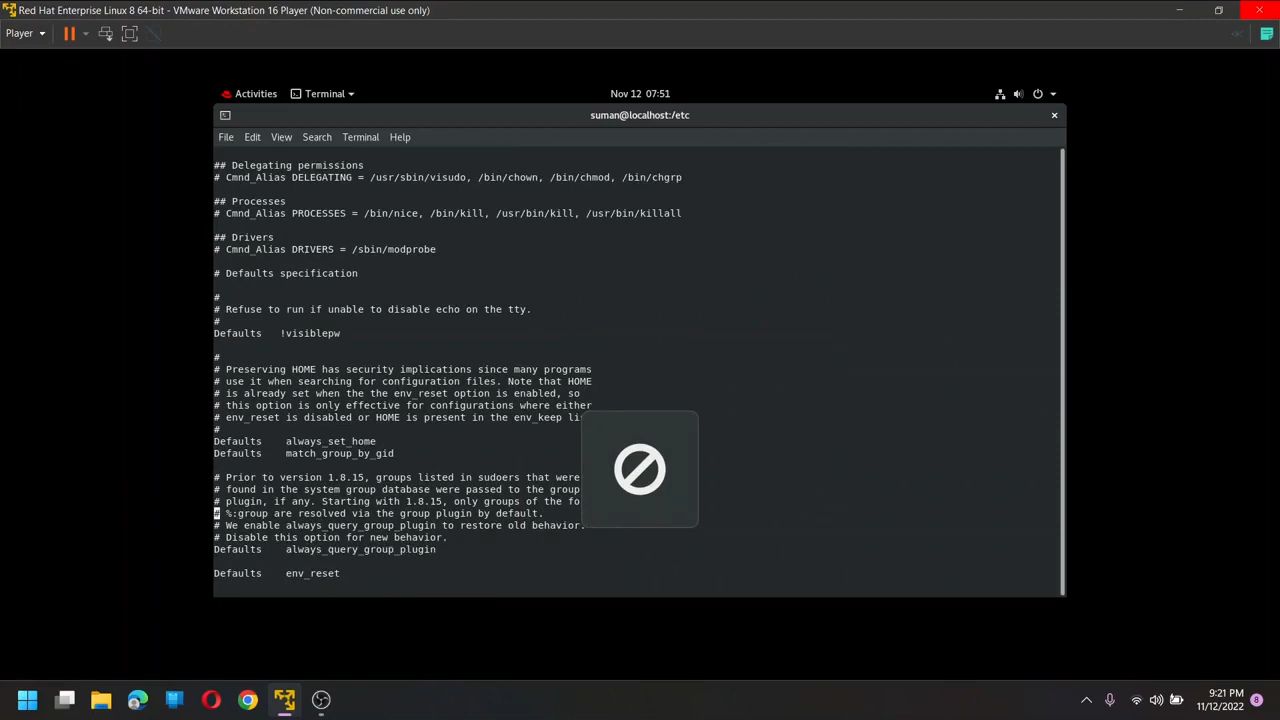 Red Hat Enterprise Linux 8 64-bit - VMware Workstation 16 Player (Non-commercial use only)
Player
Activities Terminal Nov 12 07:51
suman@localhost:/etc
File Edit View Search Terminal Help
## Delegating permissions
# Cmnd_Alias DELEGATING = /usr/sbin/visudo, /bin/chown, /bin/chmod, /bin/chgrp
## Processes
# Cmnd_Alias PROCESSES = /bin/nice, /bin/kill, /usr/bin/kill, /usr/bin/killall
## Drivers
# Cmnd_Alias DRIVERS = /sbin/modprobe
# Defaults specification
#
# Refuse to run if unable to disable echo on the tty.
#
Defaults   !visiblepw
#
# Preserving HOME has security implications since many programs
# use it when searching for configuration files. Note that HOME
# is already set when the the env_reset option is enabled, so
# this option is only effective for configurations where either
# env_reset is disabled or HOME is present in the env_keep li
#
Defaults    always_set_home
Defaults    match_group_by_gid
# Prior to version 1.8.15, groups listed in sudoers that were
# found in the system group database were passed to the group
# plugin, if any. Starting with 1.8.15, only groups of the fo
# %:group are resolved via the group plugin by default.
# We enable always_query_group_plugin to restore old behavior.
# Disable this option for new behavior.
Defaults    always_query_group_plugin
Defaults    env_reset
9:21 PM
11/12/2022
8